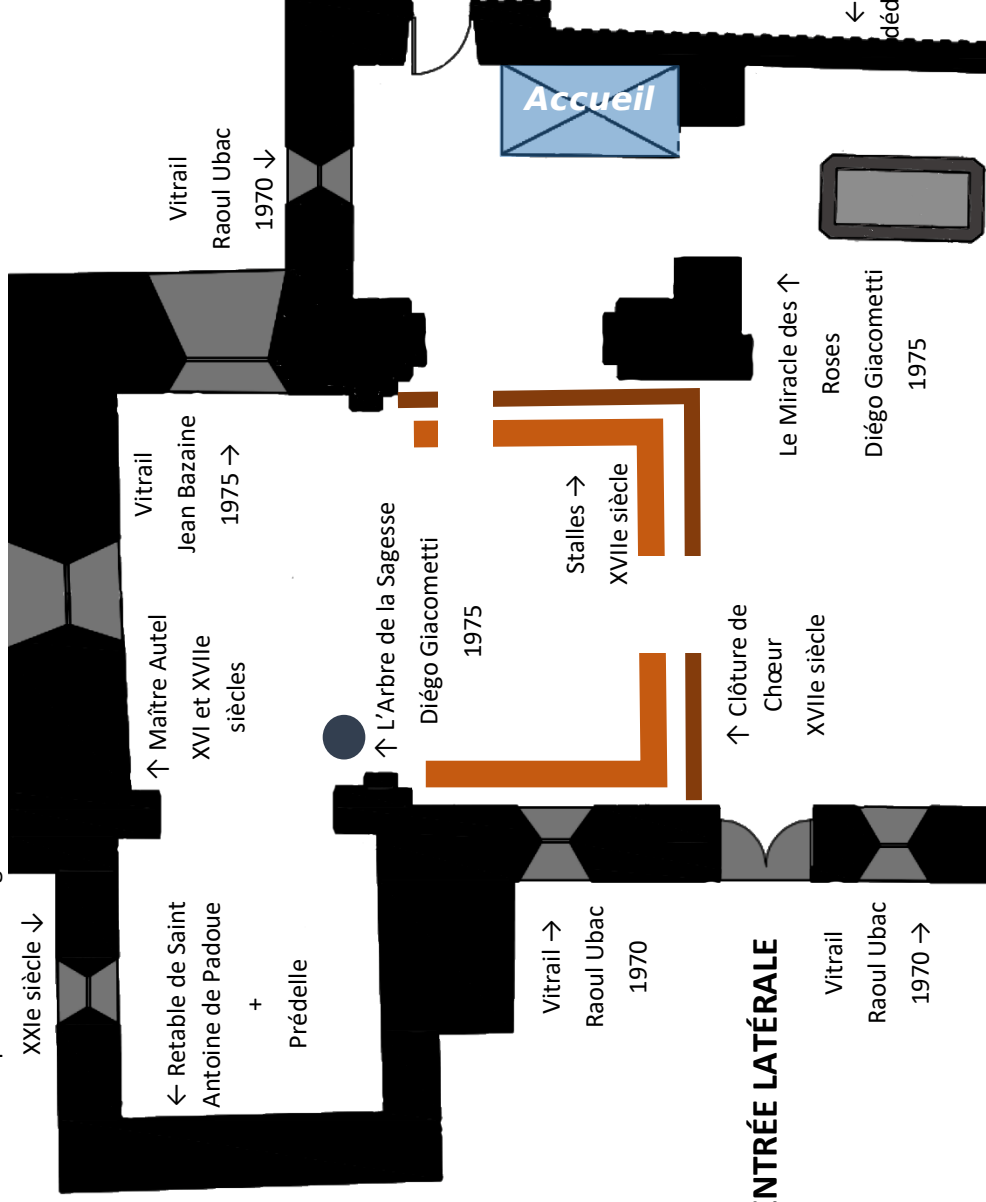 Accueil
←
déd
Vitrail
Raoul Ubac
1970 ↓
Vitrail
Jean Bazaine
1975 →
↑ Maître Autel
XVI et XVIIe
siècles
↑ L'Arbre de la Sagesse
Diégo Giacometti
1975
Stalles →
XVIIe siècle
Le Miracle des ↑
Roses
Diégo Giacometti
1975
↑ Clôture de
Chœur
XVIIe siècle
XXIe siècle ↓
← Retable de Saint
Antoine de Padoue
+
Prédelle
Vitrail →
Raoul Ubac
1970
NTRÉE LATÉRALE
Vitrail
Raoul Ubac
1970 →